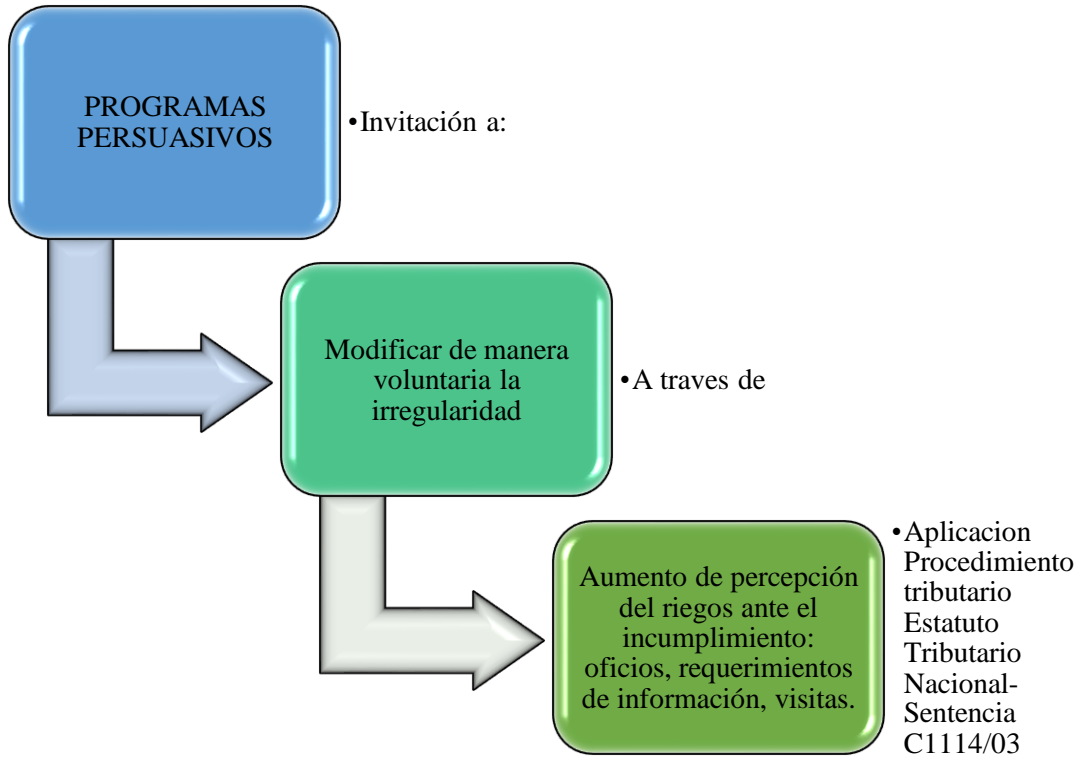 PROGRAMAS
PERSUASIVOS
•Invitación a:
Modificar de manera
voluntaria la
irregularidad
•A traves de
Aumento de percepción
del riegos ante el
incumplimiento:
oficios, requerimientos
de información, visitas.
•Aplicacion
Procedimiento
tributario
Estatuto
Tributario
Nacional-
Sentencia
C1114/03